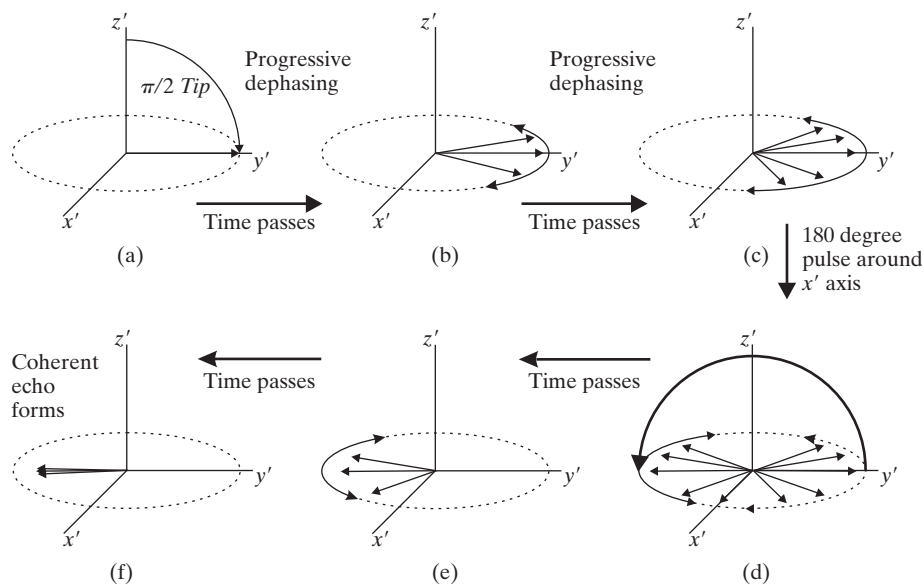 z′
π/2 Tip
y′
x′
(a)
Progressive
dephasing
Time passes
z′
y′
x′
(b)
Progressive
dephasing
Time passes
z′
y′
x′
(c)
180 degree
pulse around
x′ axis
z′
y′
x′
(d)
Time passes
z′
y′
x′
(e)
Time passes
Coherent
echo
forms
z′
y′
x′
(f)